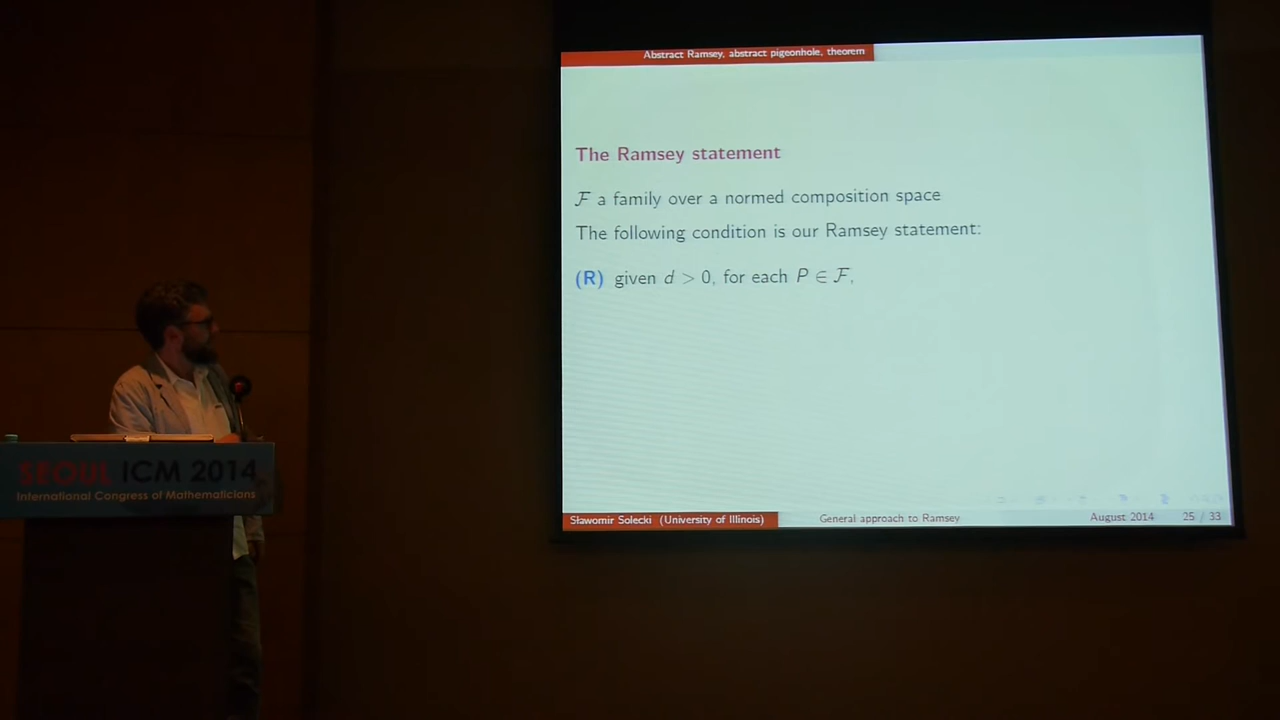 Abstract Ramsey, abstract pigeonhole, theorem
The Ramsey statement
ℱ a family over a normed composition space
The following condition is our Ramsey statement:
(R) given d > 0, for each P ∈ ℱ,
Sławomir Solecki (University of Illinois) General approach to Ramsey August 2014 25 / 33
SEOUL ICM 2014
International Congress of Mathematicians